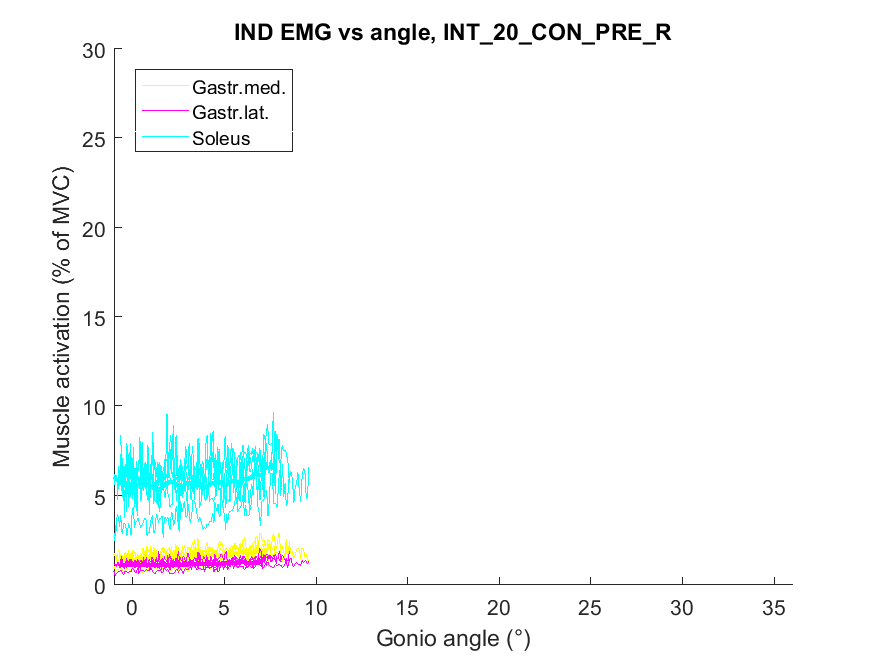 IND EMG vs angle, INT_20_CON_PRE_R
30
25
20
15
10
5
0
Muscle activation (% of MVC)
Gastr.med.
Gastr.lat.
Soleus
0 5 10 15 20 25 30 35
Gonio angle (°)